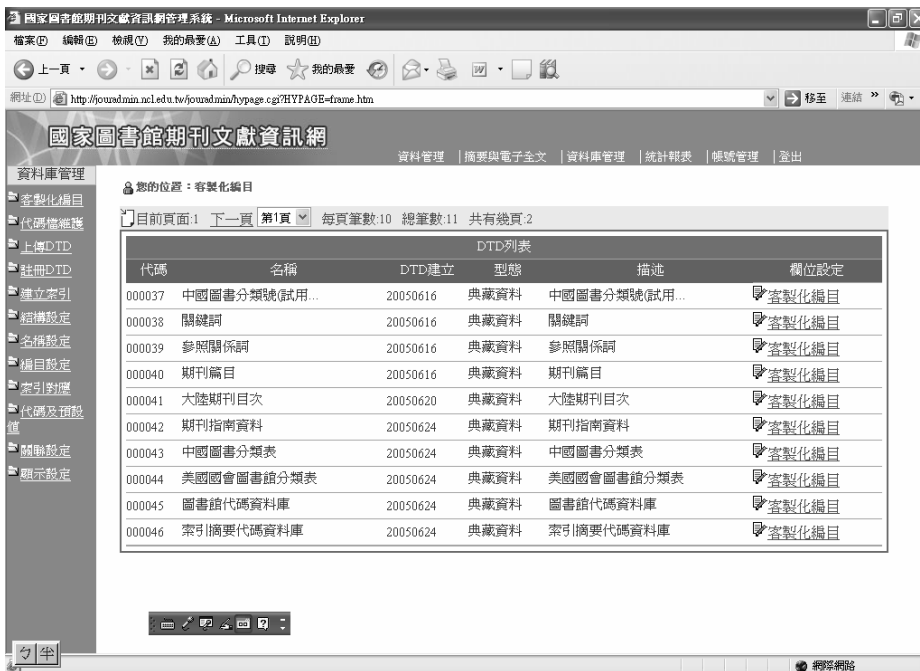 國家圖書館期刊文獻資訊網管理系統 - Microsoft Internet Explorer
檔案(F) 編輯(E) 檢視(V) 我的最愛(A) 工具(T) 說明(H)
上一頁 搜尋 我的最愛
網址(D) http://jouradmin.ncl.edu.tw/jouradmin/hypage.cgi?HYPAGE=frame.htm 移至 連結 »
國家圖書館期刊文獻資訊網
資料管理 |摘要與電子全文 |資料庫管理 |統計報表 |帳號管理 |登出
資料庫管理
客製化編目
代碼檔維護
上傳DTD
註冊DTD
建立索引
結構設定
名稱設定
編目設定
索引對應
代碼及預設值
關聯設定
顯示設定
您的位置：客製化編目
目前頁面:1 下一頁 第1頁 每頁筆數:10 總筆數:11 共有幾頁:2
DTD列表
代碼 名稱 DTD建立 型態 描述 欄位設定
000037 中國圖書分類號(試用... 20050616 典藏資料 中國圖書分類號(試用... 客製化編目
000038 關鍵詞 20050616 典藏資料 關鍵詞 客製化編目
000039 參照關係詞 20050616 典藏資料 參照關係詞 客製化編目
000040 期刊篇目 20050616 典藏資料 期刊篇目 客製化編目
000041 大陸期刊目次 20050620 典藏資料 大陸期刊目次 客製化編目
000042 期刊指南資料 20050624 典藏資料 期刊指南資料 客製化編目
000043 中國圖書分類表 20050624 典藏資料 中國圖書分類表 客製化編目
000044 美國國會圖書館分類表 20050624 典藏資料 美國國會圖書館分類表 客製化編目
000045 圖書館代碼資料庫 20050624 典藏資料 圖書館代碼資料庫 客製化編目
000046 索引摘要代碼資料庫 20050624 典藏資料 索引摘要代碼資料庫 客製化編目
ㄅ 半
網際網路